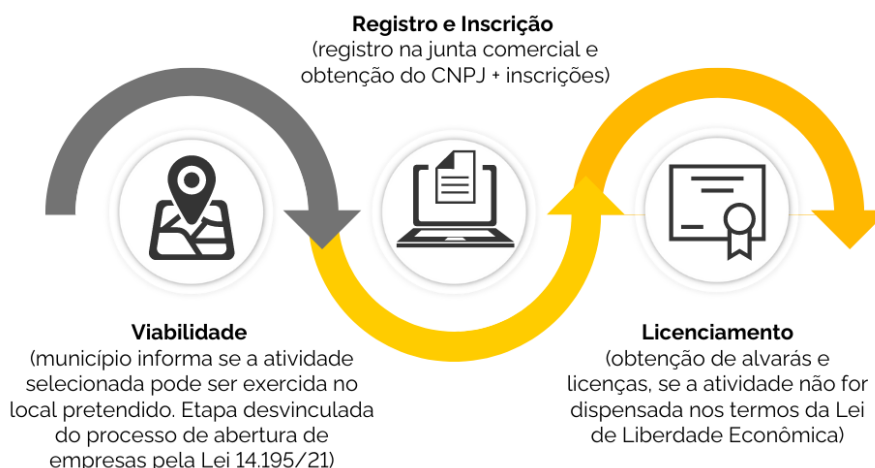 Registro e Inscrição
(registro na junta comercial e
obtenção do CNPJ + inscrições)
Viabilidade
(município informa se a atividade
selecionada pode ser exercida no
local pretendido. Etapa desvinculada
do processo de abertura de
empresas pela Lei 14.195/21)
Licenciamento
(obtenção de alvarás e
licenças, se a atividade não for
dispensada nos termos da Lei
de Liberdade Econômica)